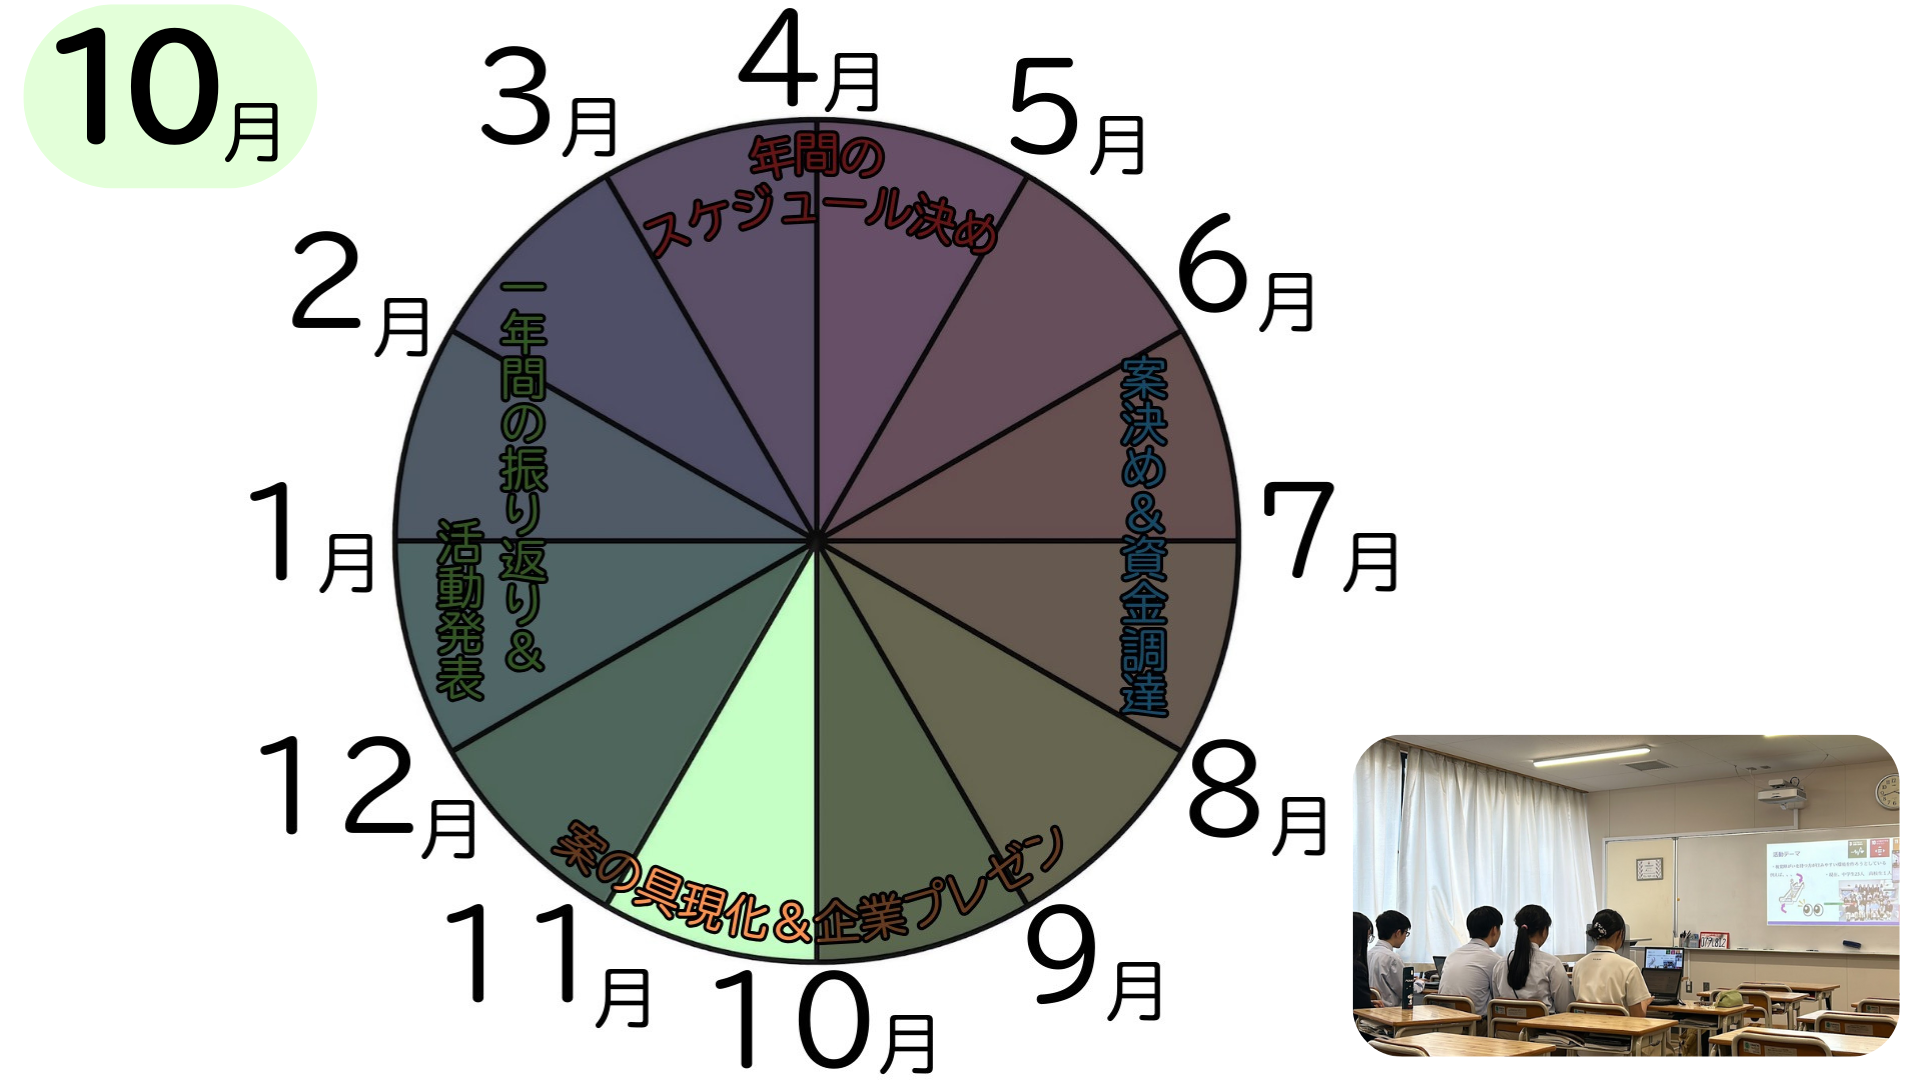 10月
4月
5月
6月
7月
8月
9月
10月
11月
12月
1月
2月
3月
年間の
スケジュール決め
案決め&資金調達
案の具現化&企業プレゼン
一年間の振り返り&
活動発表
活動テーマ